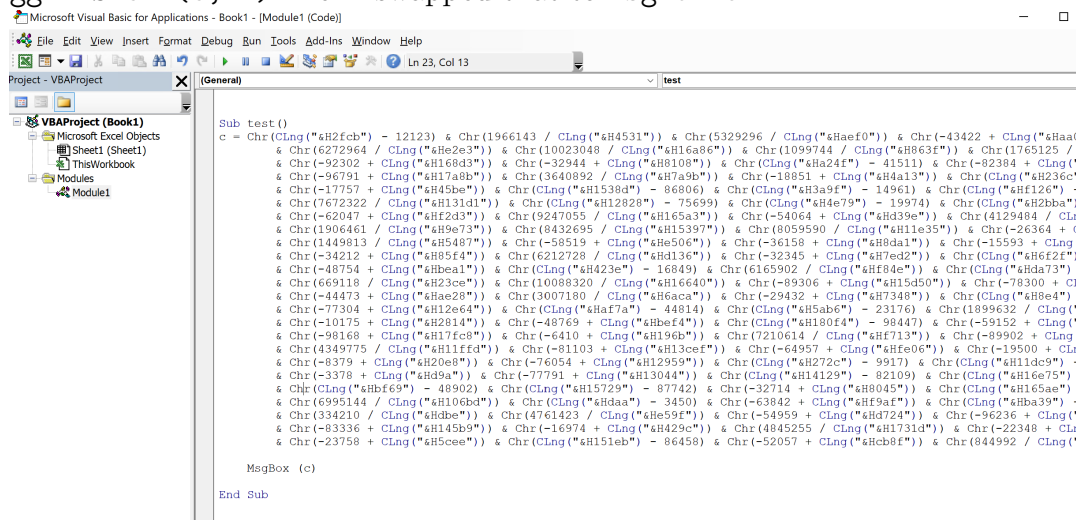 Microsoft Visual Basic for Applications - Book1 - [Module1 (Code)]
File Edit View Insert Format Debug Run Tools Add-Ins Window Help
Ln 23, Col 13
Project - VBAProject
(General)
test
VBAProject (Book1)
Microsoft Excel Objects
Sheet1 (Sheet1)
ThisWorkbook
Modules
Module1
Sub test()
c = Chr(CLng("&H2fcb") - 12123) & Chr(1966143 / CLng("&H4531")) & Chr(5329296 / CLng("&Haef0")) & Chr(-43422 + CLng("&Haa
& Chr(6272964 / CLng("&He2e3")) & Chr(10023048 / CLng("&H16a86")) & Chr(1099744 / CLng("&H863f")) & Chr(1765125 /
& Chr(-92302 + CLng("&H168d3")) & Chr(-32944 + CLng("&H8108")) & Chr(CLng("&Ha24f") - 41511) & Chr(-82384 + CLng("
& Chr(-96791 + CLng("&H17a8b")) & Chr(3640892 / CLng("&H7a9b")) & Chr(-18851 + CLng("&H4a13")) & Chr(CLng("&H236c"
& Chr(-17757 + CLng("&H45be")) & Chr(CLng("&H1538d") - 86806) & Chr(CLng("&H3a9f") - 14961) & Chr(CLng("&Hf126") -
& Chr(7672322 / CLng("&H131d1")) & Chr(CLng("&H12828") - 75699) & Chr(CLng("&H4e79") - 19974) & Chr(CLng("&H2bba")
& Chr(-62047 + CLng("&Hf2d3")) & Chr(9247055 / CLng("&H165a3")) & Chr(-54064 + CLng("&Hd39e")) & Chr(4129484 / CL
& Chr(1906461 / CLng("&H9e73")) & Chr(8432695 / CLng("&H15397")) & Chr(8059590 / CLng("&H11e35")) & Chr(-26364 +
& Chr(1449813 / CLng("&H5487")) & Chr(-58519 + CLng("&He506")) & Chr(-36158 + CLng("&H8da1")) & Chr(-15593 + CLng
& Chr(-34212 + CLng("&H85f4")) & Chr(6212728 / CLng("&Hd136")) & Chr(-32345 + CLng("&H7ed2")) & Chr(CLng("&H6f2f")
& Chr(-48754 + CLng("&Hbea1")) & Chr(CLng("&H423e") - 16849) & Chr(6165902 / CLng("&Hf84e")) & Chr(CLng("&Hda73")
& Chr(669118 / CLng("&H23ce")) & Chr(10088320 / CLng("&H16640")) & Chr(-89306 + CLng("&H15d50")) & Chr(-78300 + CL
& Chr(-44473 + CLng("&Hae28")) & Chr(3007180 / CLng("&H6aca")) & Chr(-29432 + CLng("&H7348")) & Chr(CLng("&H8e4")
& Chr(-77304 + CLng("&H12e64")) & Chr(CLng("&Haf7a") - 44814) & Chr(CLng("&H5ab6") - 23176) & Chr(1899632 / CLng("
& Chr(-10175 + CLng("&H2814")) & Chr(-48769 + CLng("&Hbef4")) & Chr(CLng("&H180f4") - 98447) & Chr(-59152 + CLng("
& Chr(-98168 + CLng("&H17fc8")) & Chr(-6410 + CLng("&H196b")) & Chr(7210614 / CLng("&Hf713")) & Chr(-89902 + CLng
& Chr(4349775 / CLng("&H11ffd")) & Chr(-81103 + CLng("&H13cef")) & Chr(-64957 + CLng("&Hfe06")) & Chr(-19500 + CLn
& Chr(-8379 + CLng("&H20e8")) & Chr(-76054 + CLng("&H12959")) & Chr(CLng("&H272c") - 9917) & Chr(CLng("&H11dc9") +
& Chr(-3378 + CLng("&Hd9a")) & Chr(-77791 + CLng("&H13044")) & Chr(CLng("&H14129") - 82109) & Chr(CLng("&H16e75")
& Chr(CLng("&Hbf69") - 48902) & Chr(CLng("&H15729") - 87742) & Chr(-32714 + CLng("&H8045")) & Chr(CLng("&H165ae")
& Chr(6995144 / CLng("&H106bd")) & Chr(CLng("&Hdaa") - 3450) & Chr(-63842 + CLng("&Hf9af")) & Chr(CLng("&Hba39") -
& Chr(334210 / CLng("&Hdbe")) & Chr(4761423 / CLng("&He59f")) & Chr(-54959 + CLng("&Hd724")) & Chr(-96236 + CLng("
& Chr(-83336 + CLng("&H145b9")) & Chr(-16974 + CLng("&H429c")) & Chr(4845255 / CLng("&H1731d")) & Chr(-22348 + CL
& Chr(-23758 + CLng("&H5cee")) & Chr(CLng("&H151eb") - 86458) & Chr(-52057 + CLng("&Hcb8f")) & Chr(844992 / CLng("
MsgBox (c)
End Sub